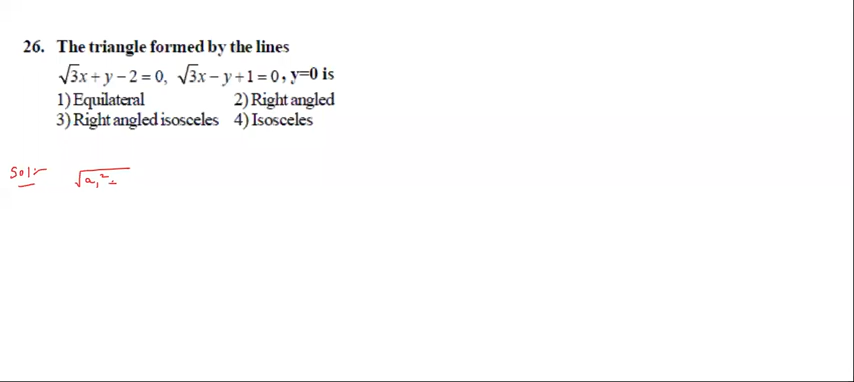 26. The triangle formed by the lines
√3x + y − 2 = 0, √3x − y + 1 = 0, y=0 is
1) Equilateral 2) Right angled
3) Right angled isosceles 4) Isosceles
Sol:-
√a₁² +